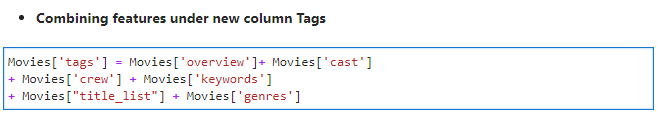 • Combining features under new column Tags
Movies['tags'] = Movies['overview']+ Movies['cast']
+ Movies['crew'] + Movies['keywords']
+ Movies["title_list"] + Movies['genres']